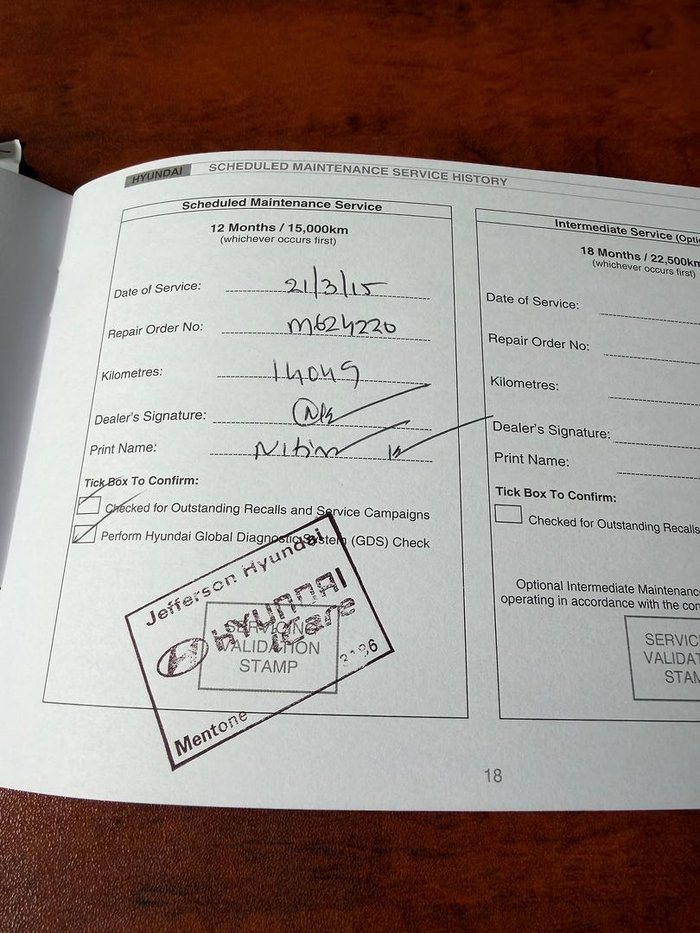 HYUNDAI SCHEDULED MAINTENANCE SERVICE HISTORY
Scheduled Maintenance Service
12 Months / 15,000km
(whichever occurs first)
Date of Service: 21/3/15
Repair Order No: M624220
Kilometres: 14049
Dealer's Signature:
Print Name: Nitin
Tick Box To Confirm:
Checked for Outstanding Recalls and Service Campaigns
Perform Hyundai Global Diagnostic System (GDS) Check
Jefferson Hyundai
HYUNDAI
iCare
SERVICING
VALIDATION
STAMP
Mentone
Intermediate Service
18 Months / 22,500km
(whichever occurs first)
Date of Service:
Repair Order No:
Kilometres:
Dealer's Signature:
Print Name:
Tick Box To Confirm:
Checked for Outstanding Recalls
Optional Intermediate
operating in accordance with the
STAMP
18